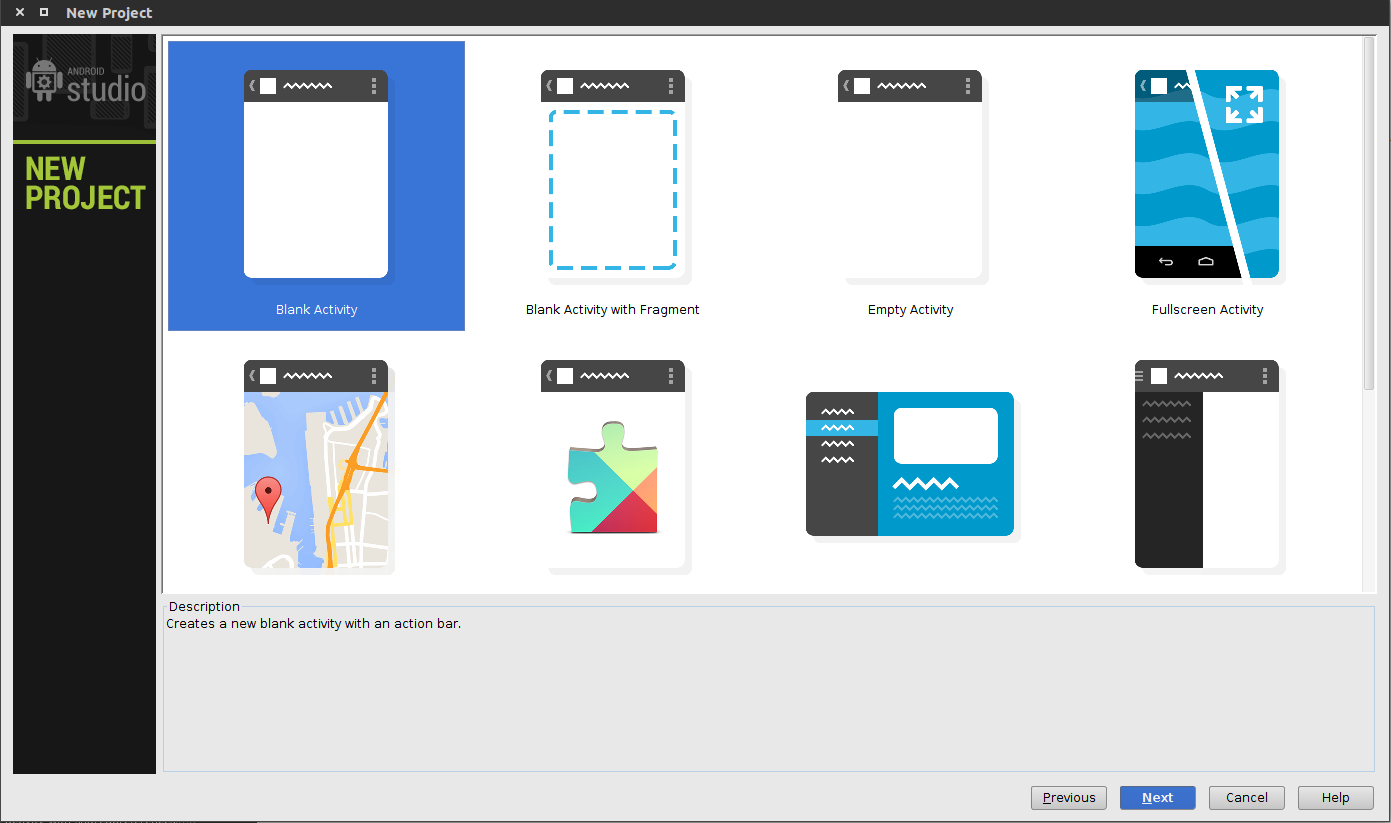 New Project
ANDROID
studio
NEW
PROJECT
Blank Activity
Blank Activity with Fragment
Empty Activity
Fullscreen Activity
Description
Creates a new blank activity with an action bar.
Previous
Next
Cancel
Help